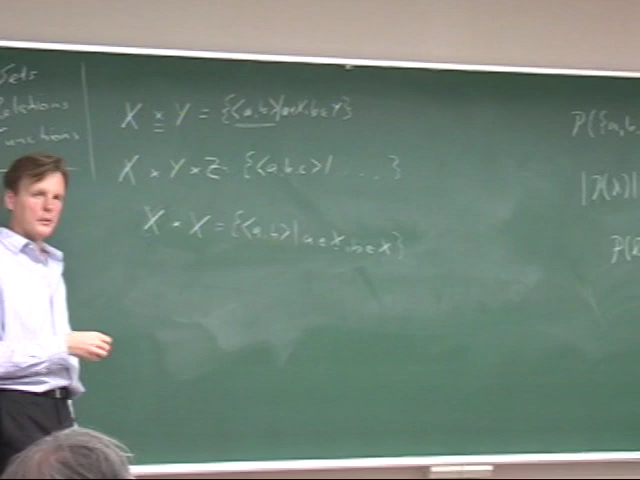 Sets
Relations
Functions
X × Y = {<a,b>|a∈X, b∈Y}
X × Y × Z = {<a,b,c>| .... }
X × X = {<a,b>| a∈X, b∈X}
P({a,b,
|P(X)|
P(